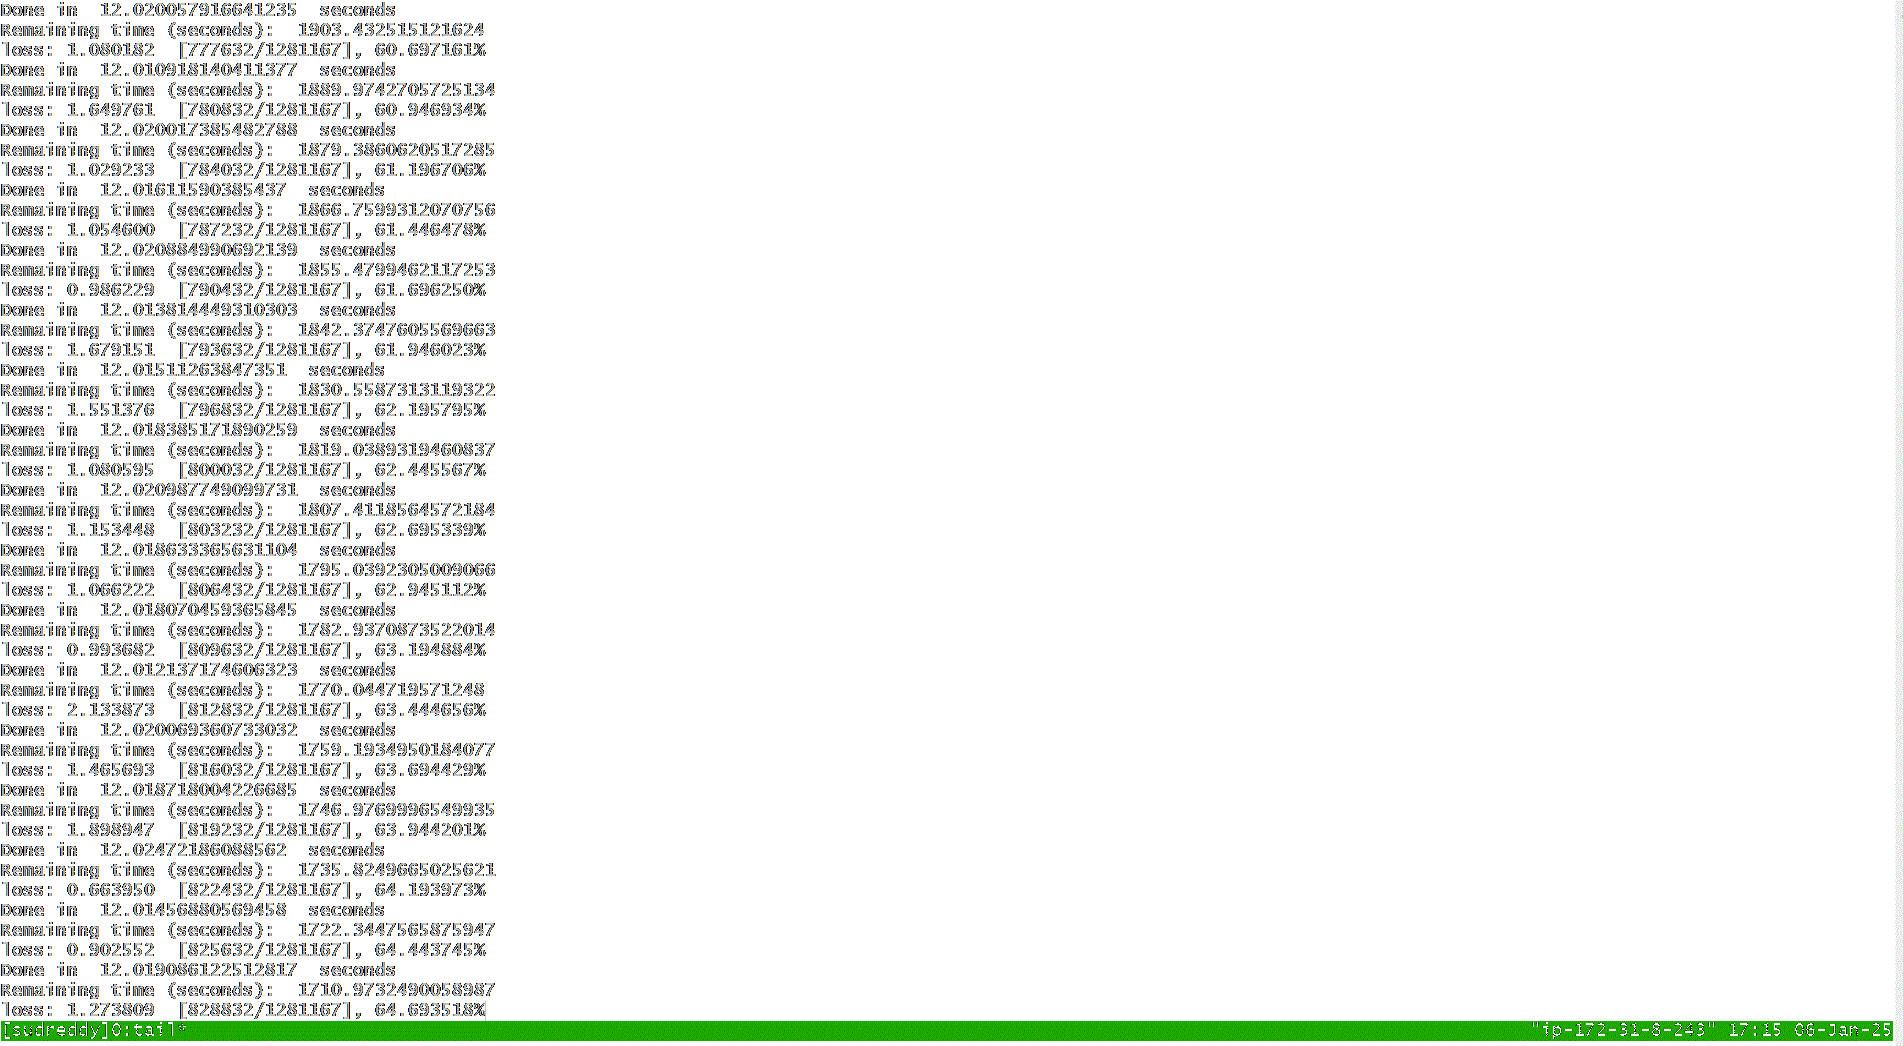 Done in  12.020057916641235  seconds
Remaining time (seconds):  1903.432515121624
loss: 1.080182  [777632/1281167], 60.697161%
Done in  12.010918140411377  seconds
Remaining time (seconds):  1889.9742705725134
loss: 1.649761  [780832/1281167], 60.946934%
Done in  12.020017385482788  seconds
Remaining time (seconds):  1879.3860620517285
loss: 1.029233  [784032/1281167], 61.196706%
Done in  12.01611590385437  seconds
Remaining time (seconds):  1866.7599312070756
loss: 1.054600  [787232/1281167], 61.446478%
Done in  12.020884990692139  seconds
Remaining time (seconds):  1855.4799462117253
loss: 0.986229  [790432/1281167], 61.696250%
Done in  12.013814449310303  seconds
Remaining time (seconds):  1842.3747605569663
loss: 1.679151  [793632/1281167], 61.946023%
Done in  12.01511263847351  seconds
Remaining time (seconds):  1830.5587313119322
loss: 1.551376  [796832/1281167], 62.195795%
Done in  12.018385171890259  seconds
Remaining time (seconds):  1819.0389319460837
loss: 1.080595  [800032/1281167], 62.445567%
Done in  12.020987749099731  seconds
Remaining time (seconds):  1807.4118564572184
loss: 1.153448  [803232/1281167], 62.695339%
Done in  12.018633365631104  seconds
Remaining time (seconds):  1795.0392305009066
loss: 1.066222  [806432/1281167], 62.945112%
Done in  12.018070459365845  seconds
Remaining time (seconds):  1782.9370873522014
loss: 0.993682  [809632/1281167], 63.194884%
Done in  12.012137174606323  seconds
Remaining time (seconds):  1770.044719571248
loss: 2.133873  [812832/1281167], 63.444656%
Done in  12.020069360733032  seconds
Remaining time (seconds):  1759.1934950184077
loss: 1.465693  [816032/1281167], 63.694429%
Done in  12.018718004226685  seconds
Remaining time (seconds):  1746.9769996549935
loss: 1.898947  [819232/1281167], 63.944201%
Done in  12.02472186088562  seconds
Remaining time (seconds):  1735.8249665025621
loss: 0.663950  [822432/1281167], 64.193973%
Done in  12.01456880569458  seconds
Remaining time (seconds):  1722.3447565875947
loss: 0.902552  [825632/1281167], 64.443745%
Done in  12.019086122512817  seconds
Remaining time (seconds):  1710.9732490058987
loss: 1.273809  [828832/1281167], 64.693518%
[sudreddy]0:tail* "ip-172-31-8-243" 17:15 06-Jan-25